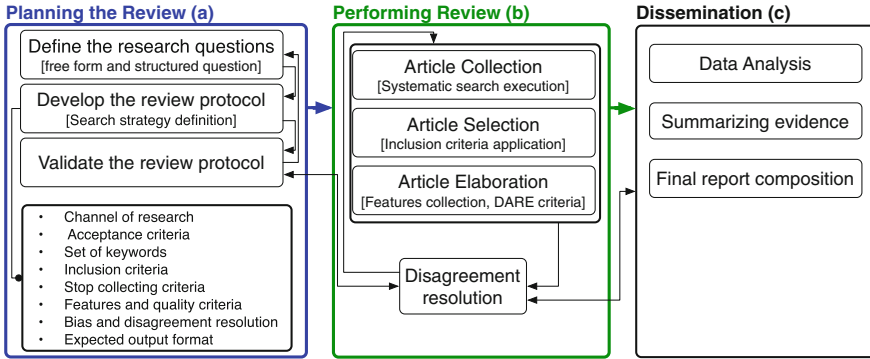 Planning the Review (a)
Define the research questions
[free form and structured question]
Develop the review protocol
[Search strategy definition]
Validate the review protocol
• Channel of research
• Acceptance criteria
• Set of keywords
• Inclusion criteria
• Stop collecting criteria
• Features and quality criteria
• Bias and disagreement resolution
• Expected output format
Performing Review (b)
Article Collection
[Systematic search execution]
Article Selection
[Inclusion criteria application]
Article Elaboration
[Features collection, DARE criteria]
Disagreement
resolution
Dissemination (c)
Data Analysis
Summarizing evidence
Final report composition